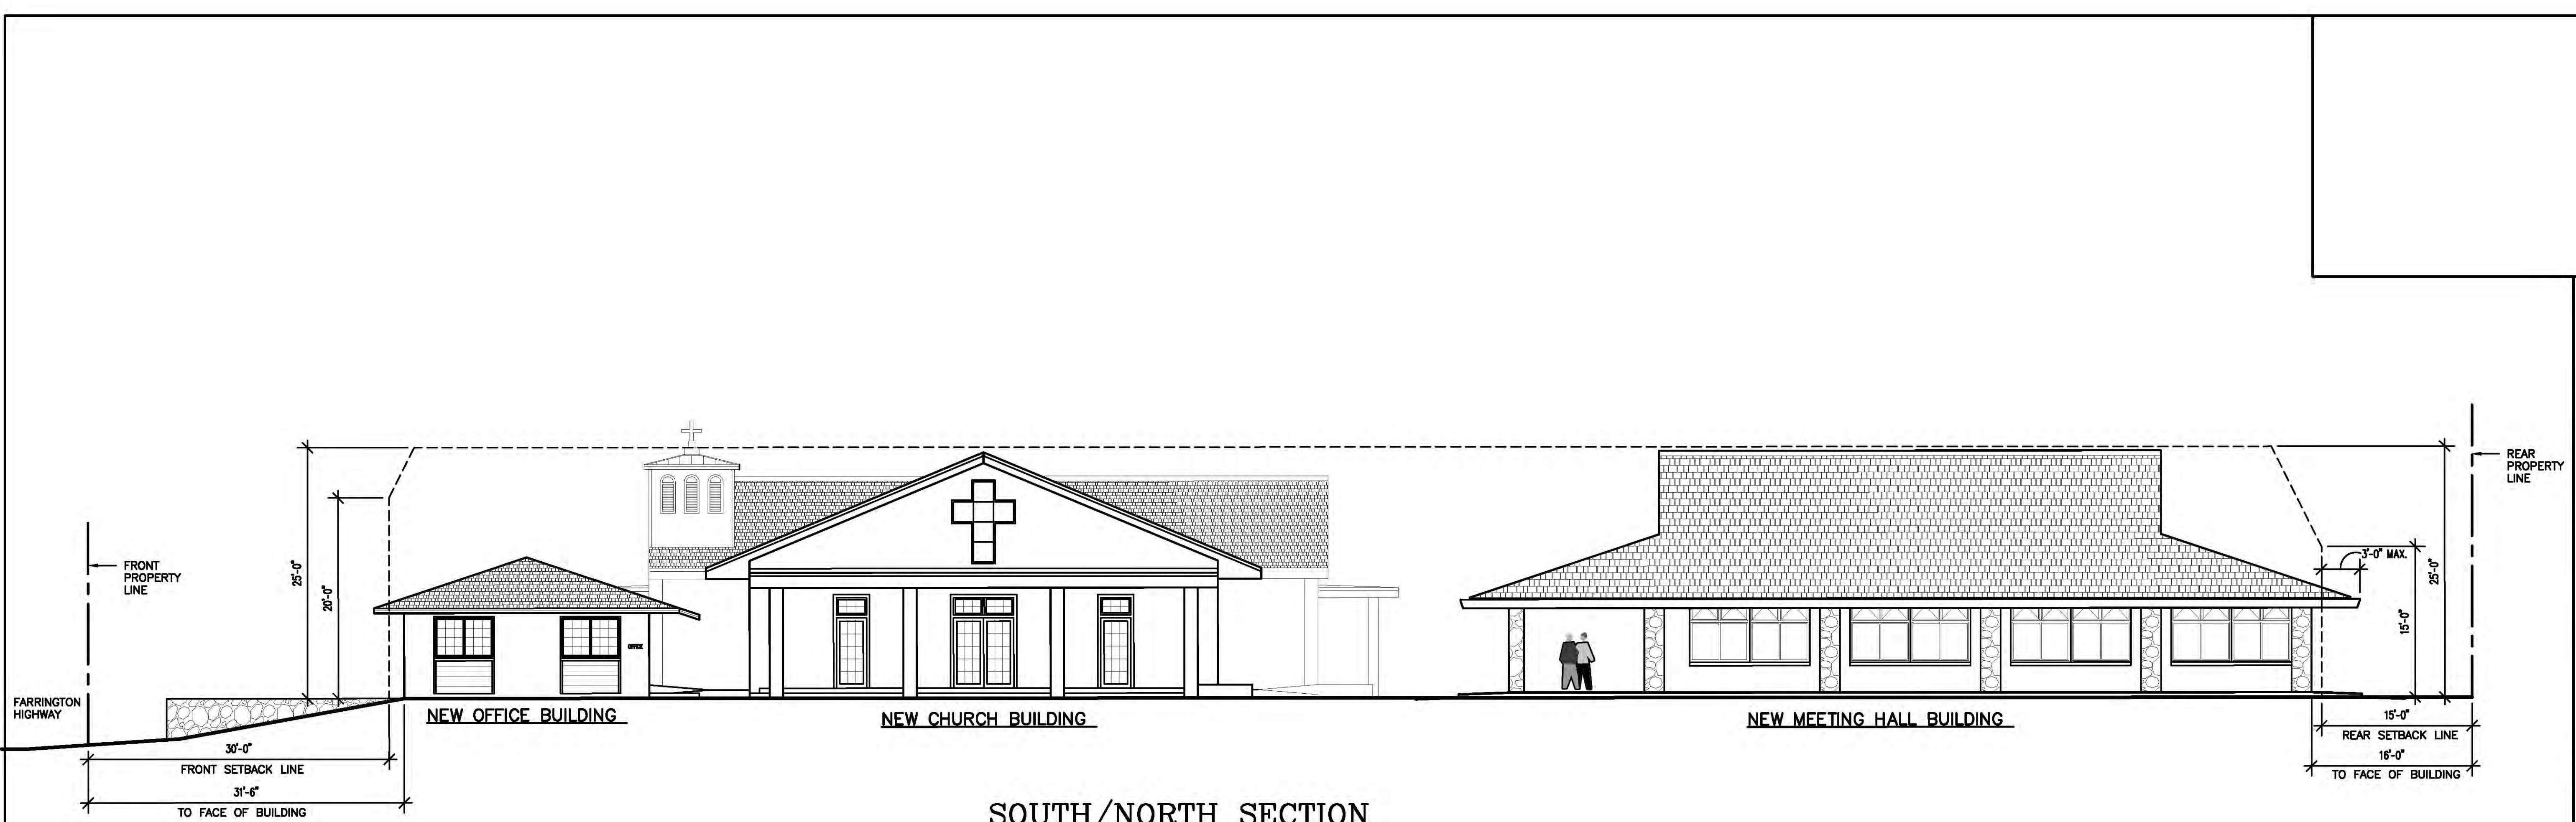 25'-0"
20'-0"
FRONT
PROPERTY
LINE
FARRINGTON
HIGHWAY
OFFICE
3'-0" MAX.
15'-0"
25'-0"
REAR
PROPERTY
LINE
NEW OFFICE BUILDING
NEW CHURCH BUILDING
NEW MEETING HALL BUILDING
30'-0"
FRONT SETBACK LINE
31'-6"
TO FACE OF BUILDING
15'-0"
REAR SETBACK LINE
16'-0"
TO FACE OF BUILDING
SOUTH/NORTH SECTION